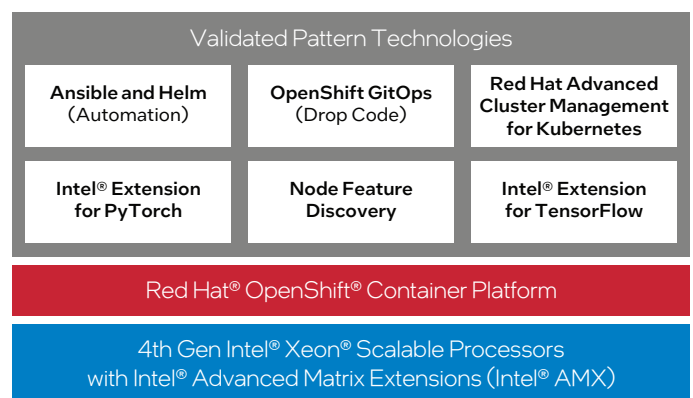 Validated Pattern Technologies
Ansible and Helm
(Automation)
OpenShift GitOps
(Drop Code)
Red Hat Advanced
Cluster Management
for Kubernetes
Intel® Extension
for PyTorch
Node Feature
Discovery
Intel® Extension
for TensorFlow
Red Hat® OpenShift® Container Platform
4th Gen Intel® Xeon® Scalable Processors
with Intel® Advanced Matrix Extensions (Intel® AMX)